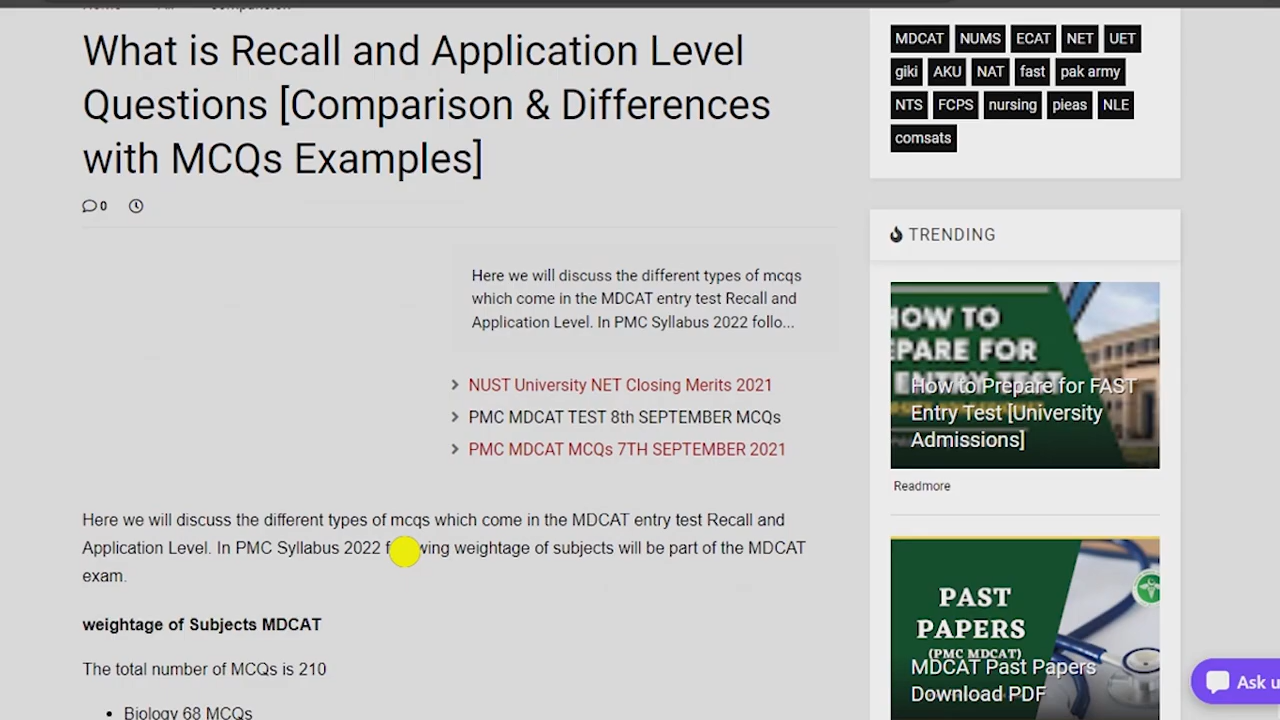 What is Recall and Application Level
Questions [Comparison & Differences
with MCQs Examples]
0
Here we will discuss the different types of mcqs
which come in the MDCAT entry test Recall and
Application Level. In PMC Syllabus 2022 follo...
NUST University NET Closing Merits 2021
PMC MDCAT TEST 8th SEPTEMBER MCQs
PMC MDCAT MCQs 7TH SEPTEMBER 2021
Here we will discuss the different types of mcqs which come in the MDCAT entry test Recall and
Application Level. In PMC Syllabus 2022 f wing weightage of subjects will be part of the MDCAT
exam.
weightage of Subjects MDCAT
The total number of MCQs is 210
Biology 68 MCQs
MDCAT NUMS ECAT NET UET
giki AKU NAT fast pak army
NTS FCPS nursing pieas NLE
comsats
TRENDING
HOW TO
EPARE FOR
ENTRY TEST
How to Prepare for FAST
Entry Test [University
Admissions]
Readmore
PAST
PAPERS
(PMC MDCAT)
MDCAT Past Papers
Download PDF
Ask u